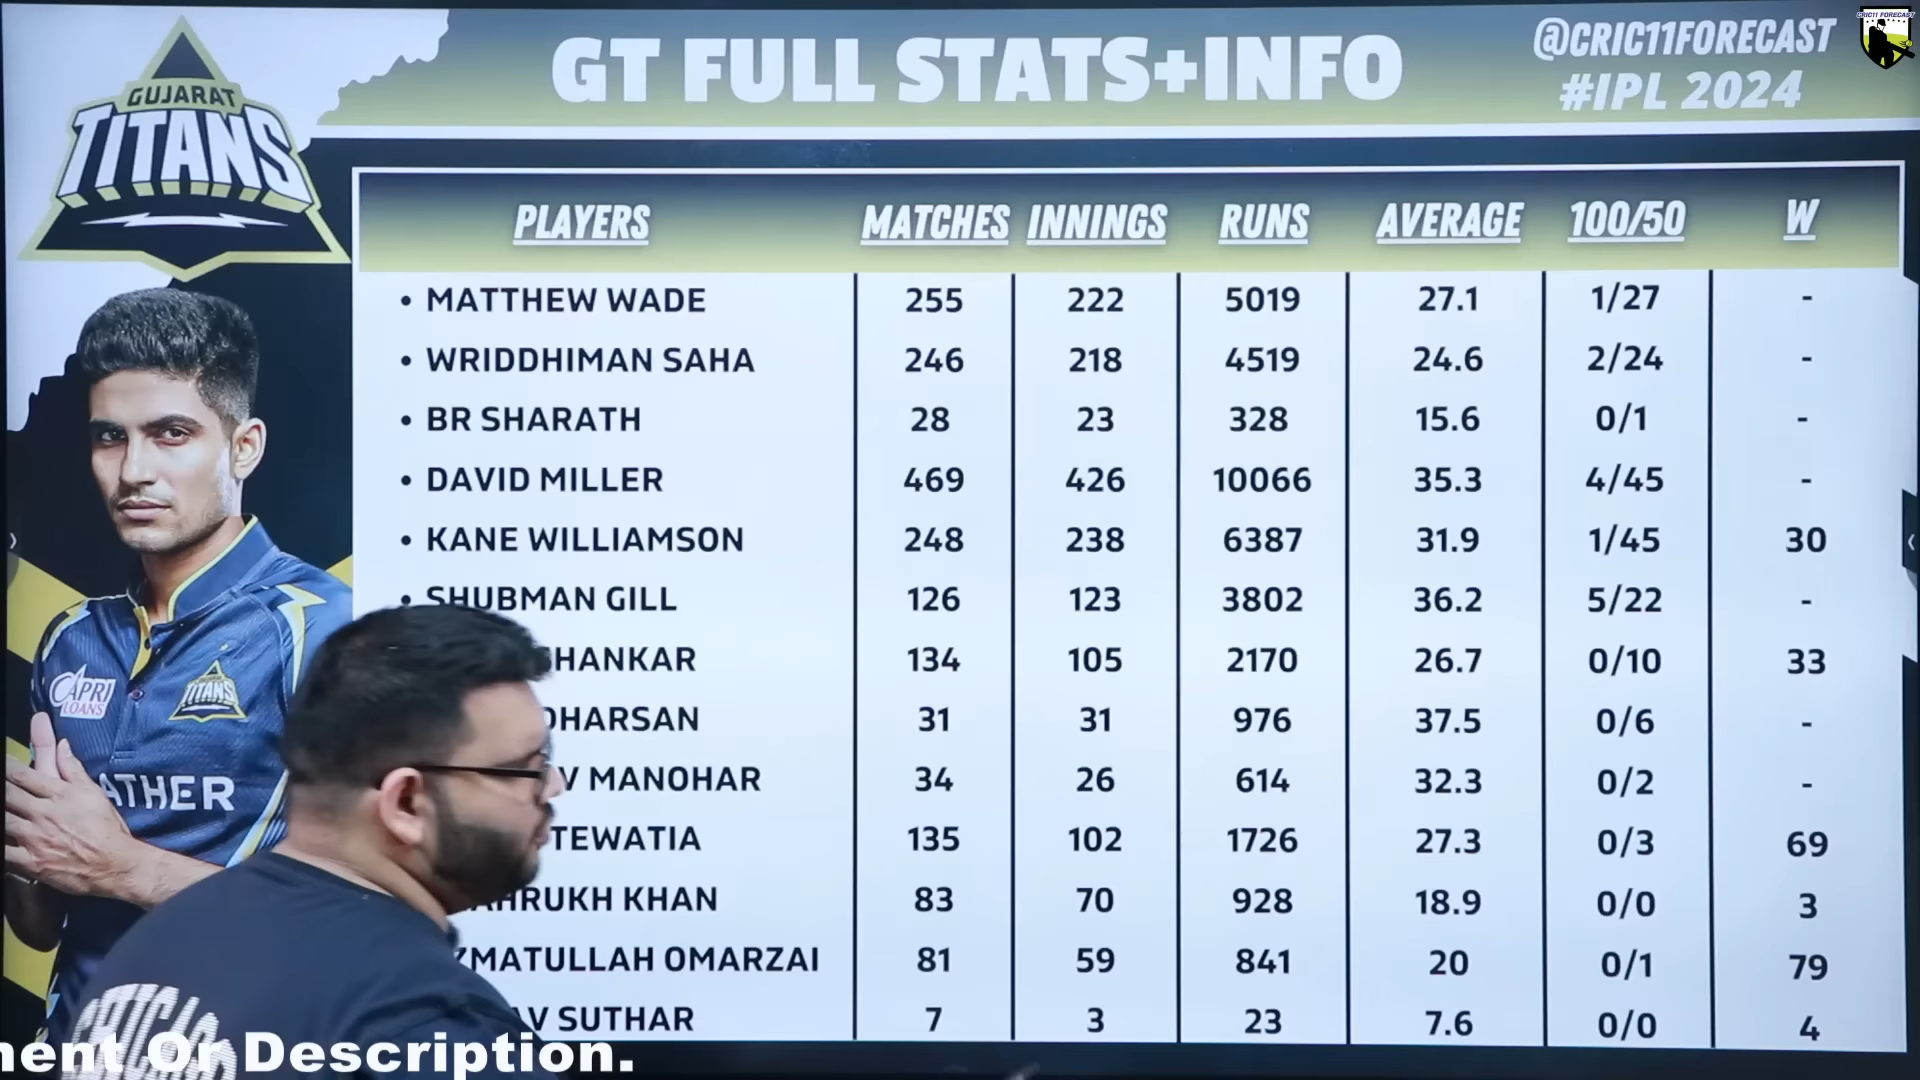 GUJARAT
TITANS
GT FULL STATS+INFO
@CRIC11FORECAST
#IPL 2024
CRIC11 FORECAST
PLAYERS MATCHES INNINGS RUNS AVERAGE 100/50 W
• MATTHEW WADE 255 222 5019 27.1 1/27 -
• WRIDDHIMAN SAHA 246 218 4519 24.6 2/24 -
• BR SHARATH 28 23 328 15.6 0/1 -
• DAVID MILLER 469 426 10066 35.3 4/45 -
• KANE WILLIAMSON 248 238 6387 31.9 1/45 30
• SHUBMAN GILL 126 123 3802 36.2 5/22 -
HANKAR 134 105 2170 26.7 0/10 33
DHARSAN 31 31 976 37.5 0/6 -
V MANOHAR 34 26 614 32.3 0/2 -
TEWATIA 135 102 1726 27.3 0/3 69
AHRUKH KHAN 83 70 928 18.9 0/0 3
ZMATULLAH OMARZAI 81 59 841 20 0/1 79
AV SUTHAR 7 3 23 7.6 0/0 4
CAPRI
LOANS
TITANS
ATHER
nent Or Description.